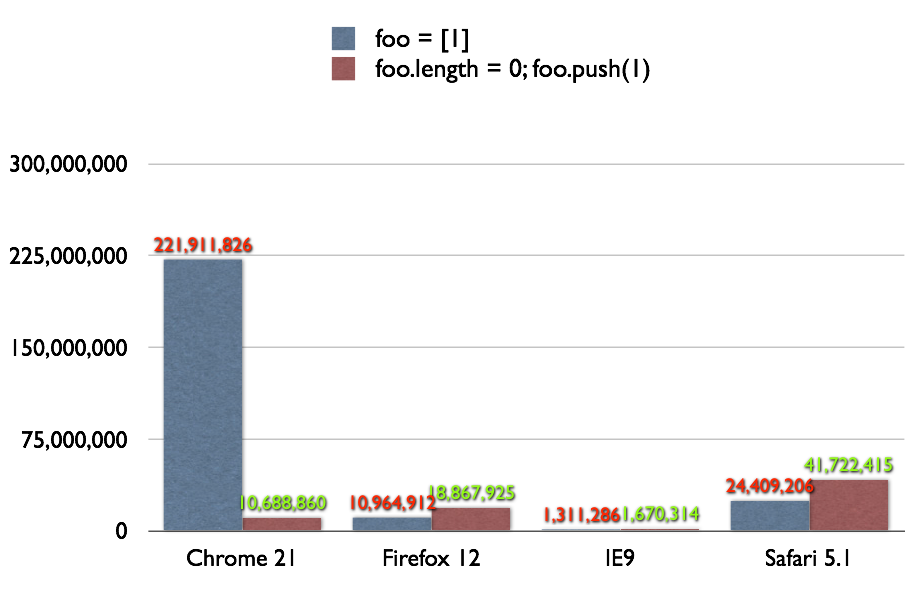 foo = [1]
foo.length = 0; foo.push(1)
300,000,000
225,000,000
150,000,000
75,000,000
0
221,911,826
10,688,860
10,964,912
18,867,925
1,311,286
1,670,314
24,409,206
41,722,415
Chrome 21
Firefox 12
IE9
Safari 5.1